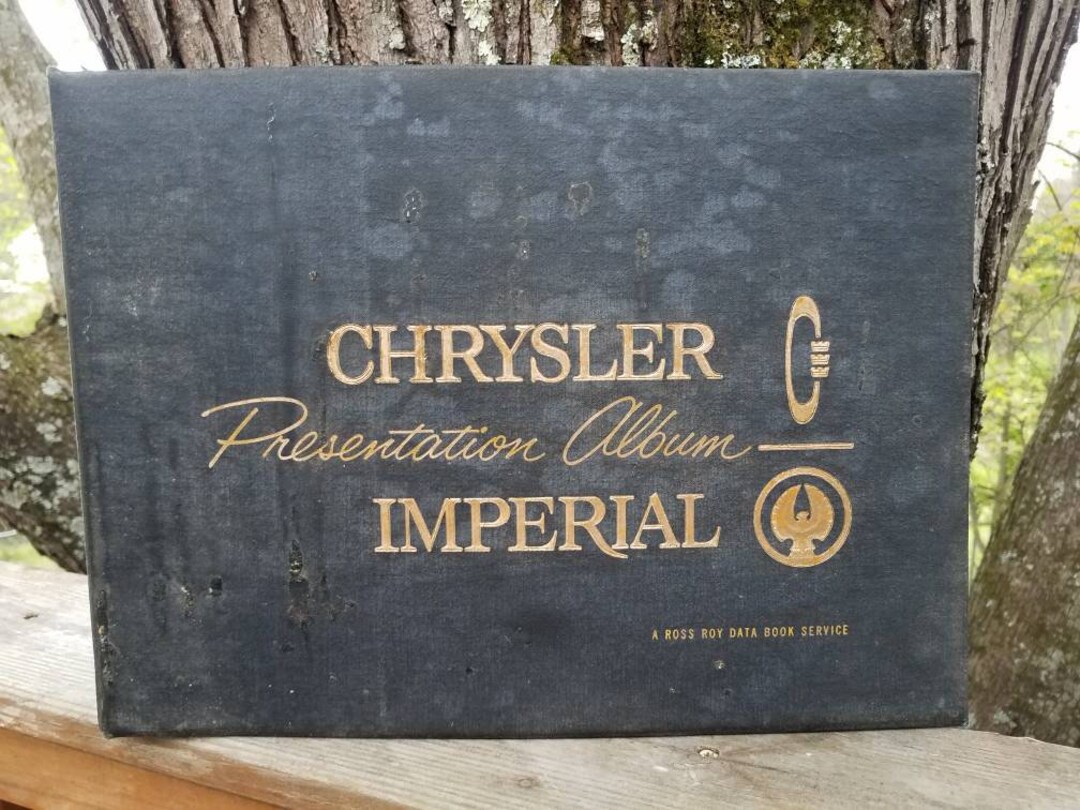 CHRYSLER
Presentation Album
IMPERIAL
A ROSS ROY DATA BOOK SERVICE